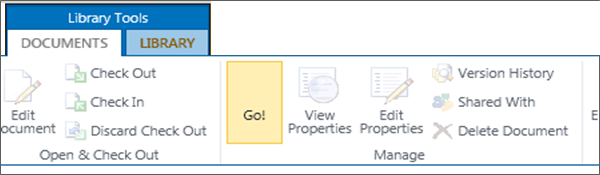 Library Tools
DOCUMENTS
LIBRARY
Edit
Document
Check Out
Check In
Discard Check Out
Open & Check Out
Go!
View
Properties
Edit
Properties
Version History
Shared With
Delete Document
Manage
E